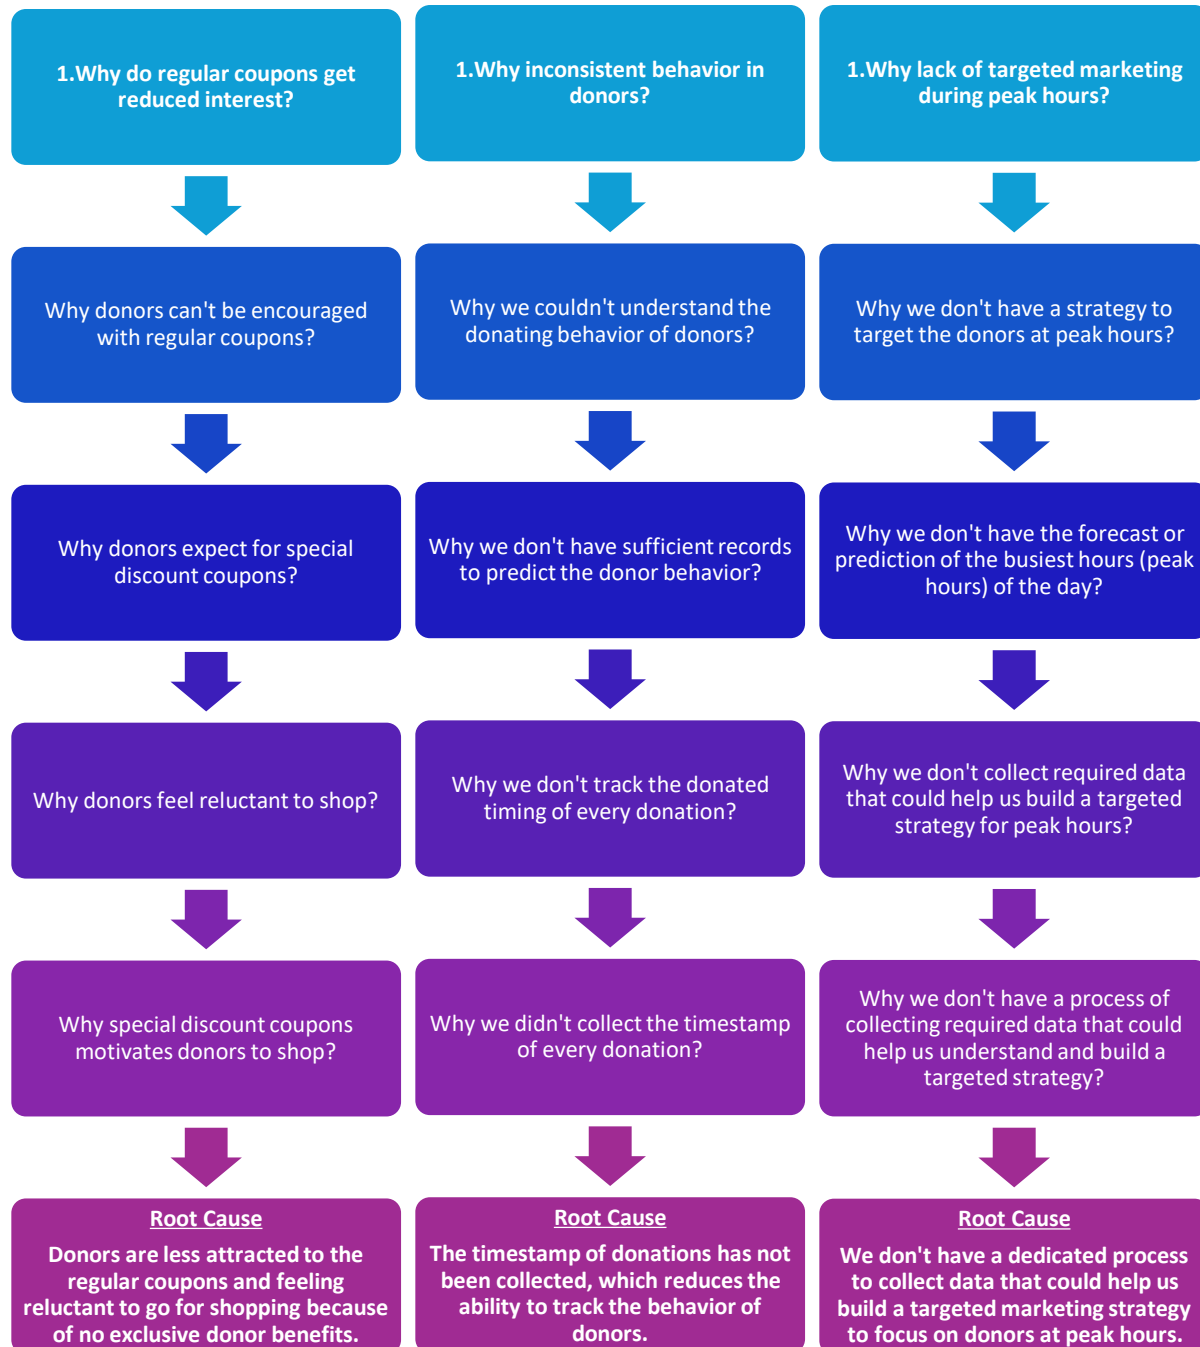 1.Why do regular coupons get
reduced interest?
Why donors can't be encouraged
with regular coupons?
Why donors expect for special
discount coupons?
Why donors feel reluctant to shop?
Why special discount coupons
motivates donors to shop?
Root Cause
Donors are less attracted to the
regular coupons and feeling
reluctant to go for shopping because
of no exclusive donor benefits.
1.Why inconsistent behavior in
donors?
Why we couldn't understand the
donating behavior of donors?
Why we don't have sufficient records
to predict the donor behavior?
Why we don't track the donated
timing of every donation?
Why we didn't collect the timestamp
of every donation?
Root Cause
The timestamp of donations has not
been collected, which reduces the
ability to track the behavior of
donors.
1.Why lack of targeted marketing
during peak hours?
Why we don't have a strategy to
target the donors at peak hours?
Why we don't have the forecast or
prediction of the busiest hours (peak
hours) of the day?
Why we don't collect required data
that could help us build a targeted
strategy for peak hours?
Why we don't have a process of
collecting required data that could
help us understand and build a
targeted strategy?
Root Cause
We don't have a dedicated process
to collect data that could help us
build a targeted marketing strategy
to focus on donors at peak hours.